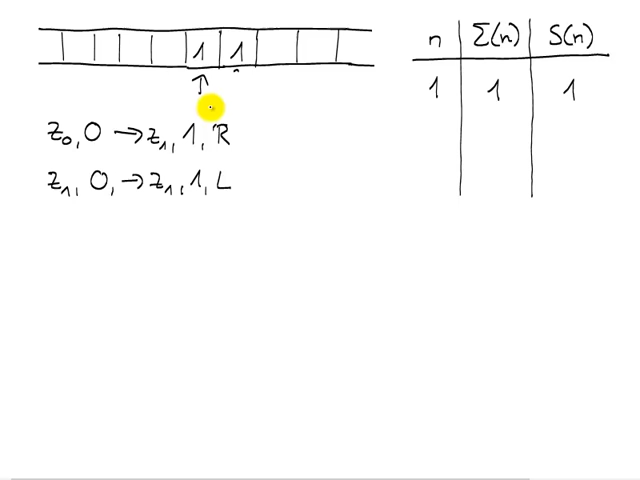 1 1
z₀, 0 → z₁, 1, R
z₁, 0, → z₁, 1, L
n Σ(n) S(n)
1 1 1